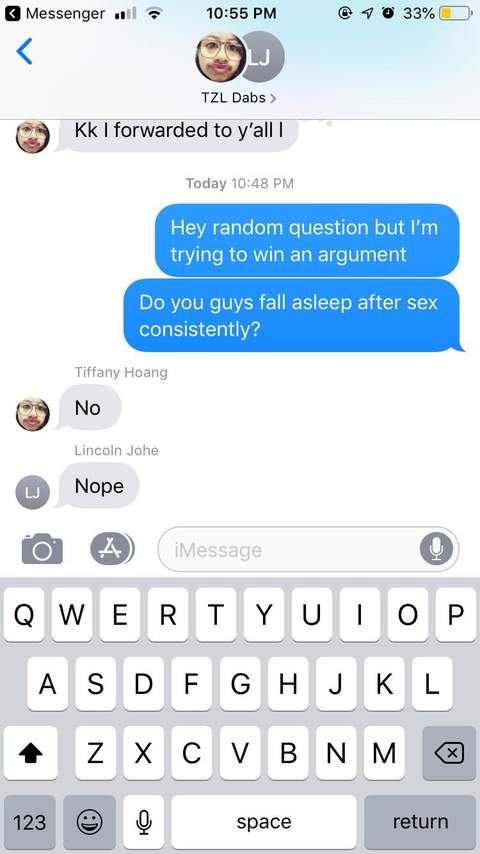 Messenger
10:55 PM
33%
LJ
TZL Dabs
Kk I forwarded to y'all I
Today 10:48 PM
Hey random question but I'm
trying to win an argument
Do you guys fall asleep after sex
consistently?
Tiffany Hoang
No
Lincoln Johe
LJ
Nope
iMessage
Q W E R T Y U I O P
A S D F G H J K L
Z X C V B N M
123
space
return